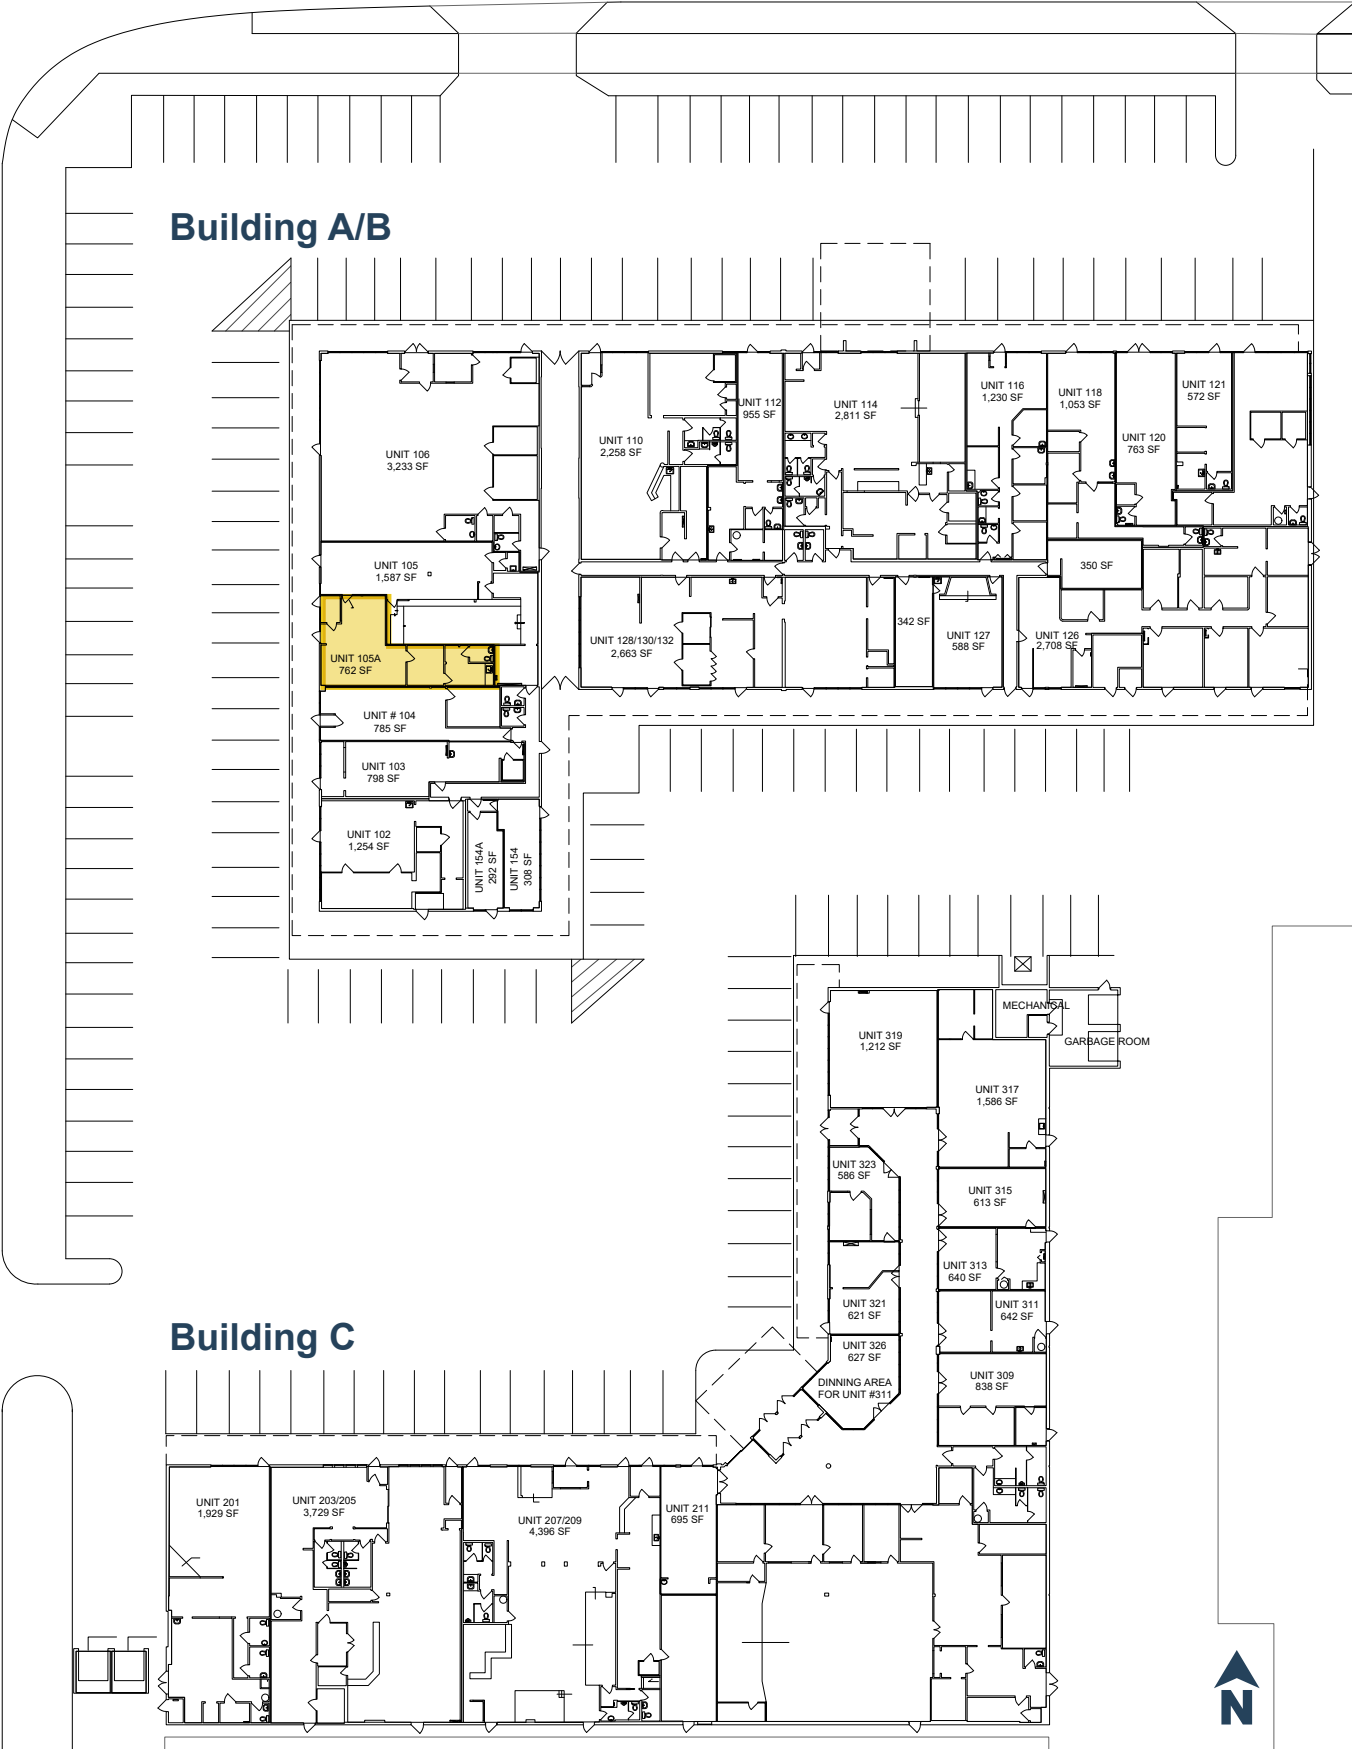 Building A/B
UNIT 106
3,233 SF
UNIT 105
1,587 SF
UNIT 105A
762 SF
UNIT # 104
785 SF
UNIT 103
798 SF
UNIT 102
1,254 SF
UNIT 154A
292 SF
UNIT 154
308 SF
UNIT 110
2,258 SF
UNIT 112
955 SF
UNIT 114
2,811 SF
UNIT 116
1,230 SF
UNIT 118
1,053 SF
UNIT 120
763 SF
UNIT 121
572 SF
350 SF
UNIT 128/130/132
2,663 SF
342 SF
UNIT 127
588 SF
UNIT 126
2,708 SF
MECHANICAL
GARBAGE ROOM
UNIT 319
1,212 SF
UNIT 317
1,586 SF
UNIT 323
586 SF
UNIT 315
613 SF
UNIT 313
640 SF
UNIT 321
621 SF
UNIT 311
642 SF
UNIT 326
627 SF
DINNING AREA
FOR UNIT #311
UNIT 309
838 SF
Building C
UNIT 201
1,929 SF
UNIT 203/205
3,729 SF
UNIT 207/209
4,396 SF
UNIT 211
695 SF
N